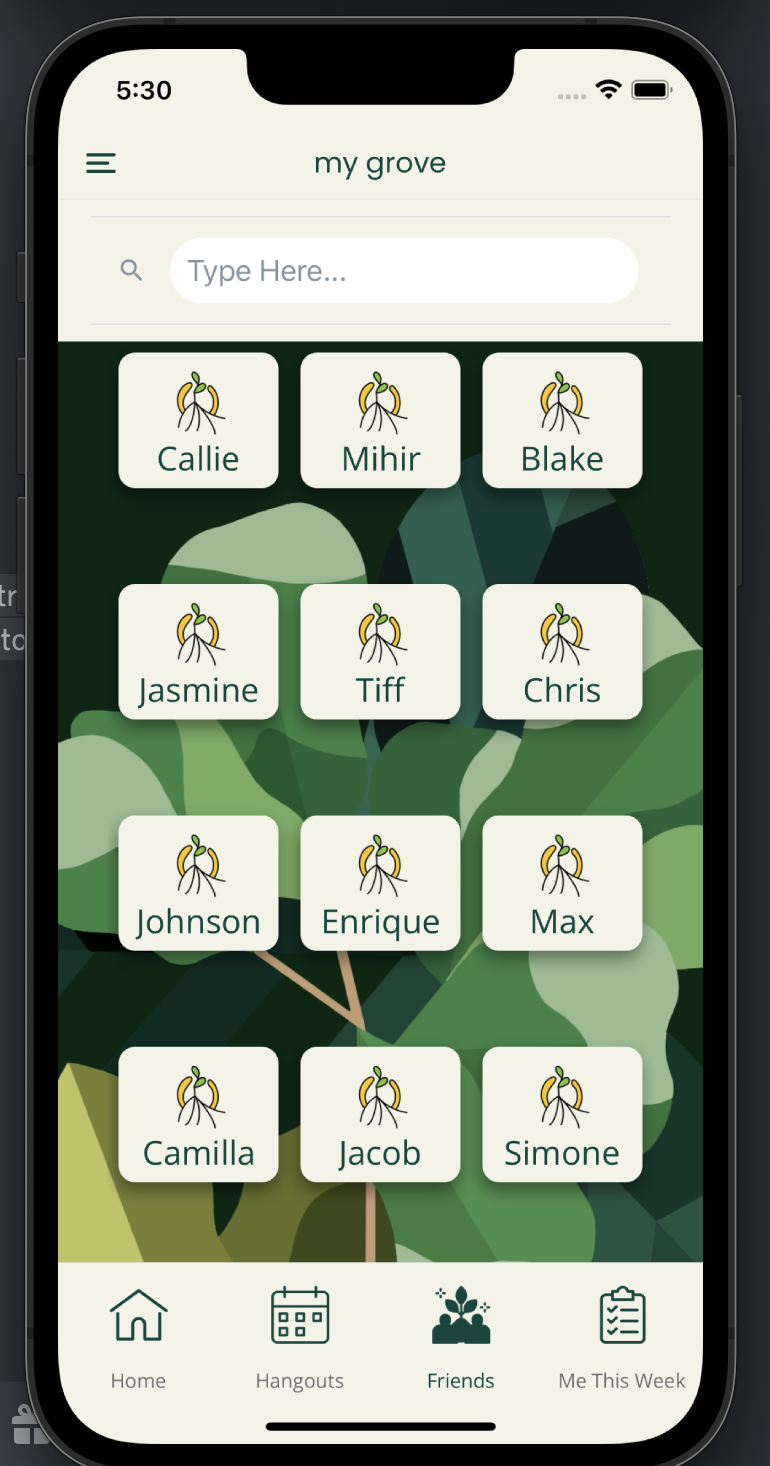 5:30
my grove
Type Here...
Callie Mihir Blake
Jasmine Tiff Chris
Johnson Enrique Max
Camilla Jacob Simone
Home Hangouts Friends Me This Week